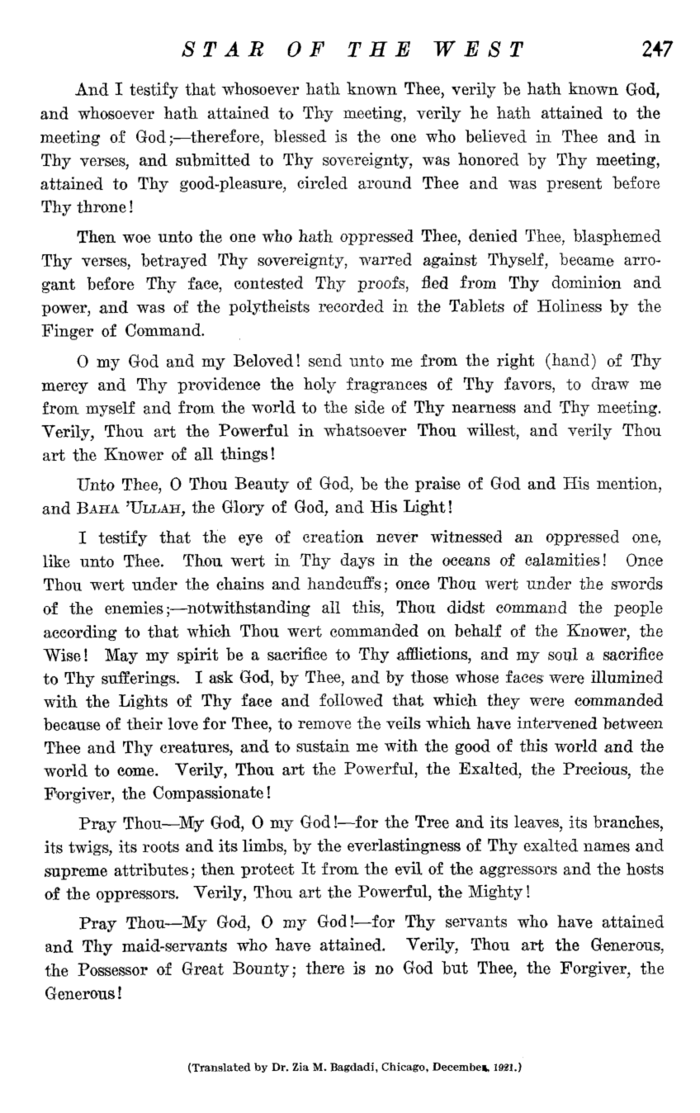 STAR OF THE WEST 247
And I testify that whosoever hath known Thee, verily he hath known God,
and whosoever hath attained to Thy meeting, verily he hath attained to the
meeting of God;—therefore, blessed is the one who believed in Thee and in
Thy verses, and submitted to Thy sovereignty, was honored by Thy meeting,
attained to Thy good-pleasure, circled around Thee and was present before
Thy throne!
Then woe unto the one who hath oppressed Thee, denied Thee, blasphemed
Thy verses, betrayed Thy sovereignty, warred against Thyself, became arro-
gant before Thy face, contested Thy proofs, fled from Thy dominion and
power, and was of the polytheists recorded in the Tablets of Holiness by the
Finger of Command.
O my God and my Beloved! send unto me from the right (hand) of Thy
mercy and Thy providence the holy fragrances of Thy favors, to draw me
from myself and from the world to the side of Thy nearness and Thy meeting.
Verily, Thou art the Powerful in whatsoever Thou willest, and verily Thou
art the Knower of all things!
Unto Thee, O Thou Beauty of God, be the praise of God and His mention,
and BAHA 'ULLAH, the Glory of God, and His Light!
I testify that the eye of creation never witnessed an oppressed one,
like unto Thee. Thou wert in Thy days in the oceans of calamities! Once
Thou wert under the chains and handcuffs; once Thou wert under the swords
of the enemies;—notwithstanding all this, Thou didst command the people
according to that which Thou wert commanded on behalf of the Knower, the
Wise! May my spirit be a sacrifice to Thy afflictions, and my soul a sacrifice
to Thy sufferings. I ask God, by Thee, and by those whose faces were illumined
with the Lights of Thy face and followed that which they were commanded
because of their love for Thee, to remove the veils which have intervened between
Thee and Thy creatures, and to sustain me with the good of this world and the
world to come. Verily, Thou art the Powerful, the Exalted, the Precious, the
Forgiver, the Compassionate!
Pray Thou—My God, O my God!—for the Tree and its leaves, its branches,
its twigs, its roots and its limbs, by the everlastingness of Thy exalted names and
supreme attributes; then protect It from the evil of the aggressors and the hosts
of the oppressors. Verily, Thou art the Powerful, the Mighty!
Pray Thou—My God, O my God!—for Thy servants who have attained
and Thy maid-servants who have attained. Verily, Thou art the Generous,
the Possessor of Great Bounty; there is no God but Thee, the Forgiver, the
Generous!
(Translated by Dr. Zia M. Bagdadi, Chicago, December, 1921.)